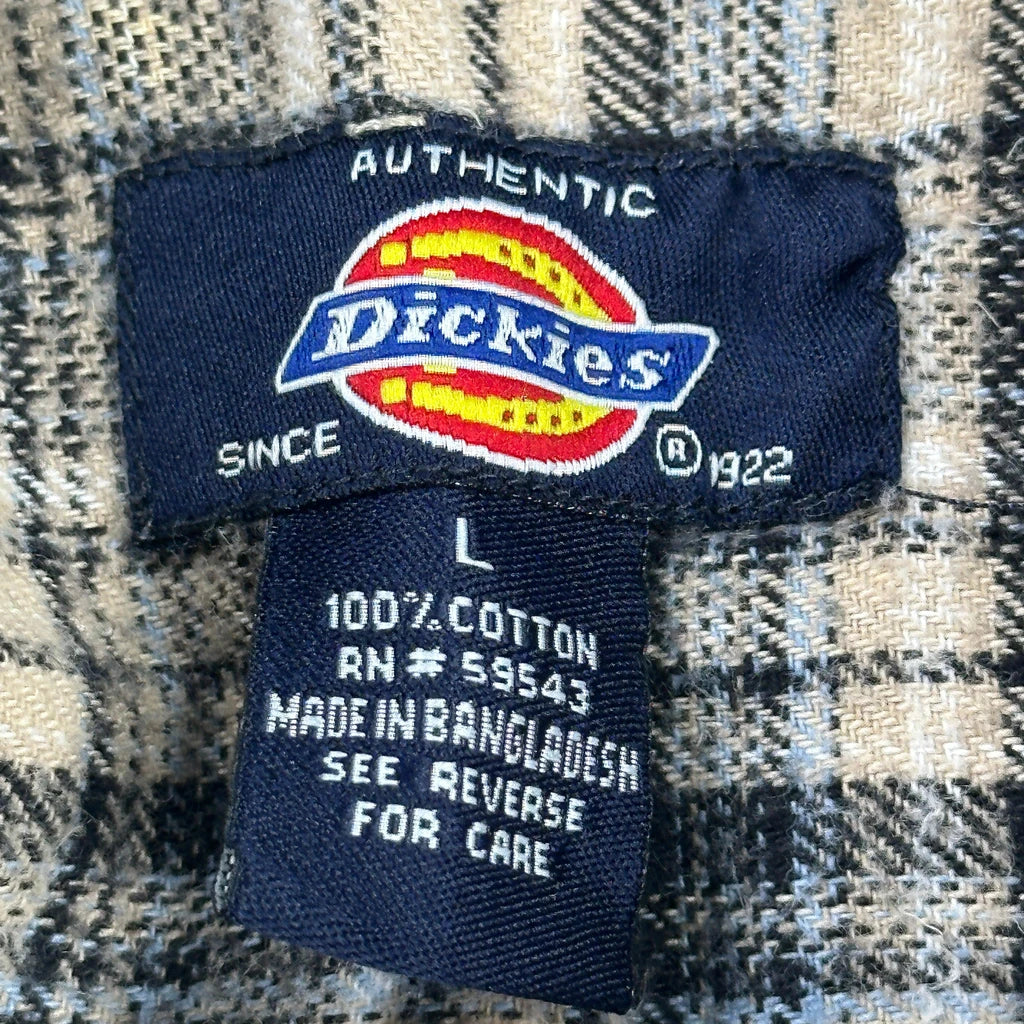 AUTHENTIC
Dickies
SINCE ® 1922
L
100% COTTON
RN # 59543
MADE IN BANGLADESH
SEE REVERSE
FOR CARE